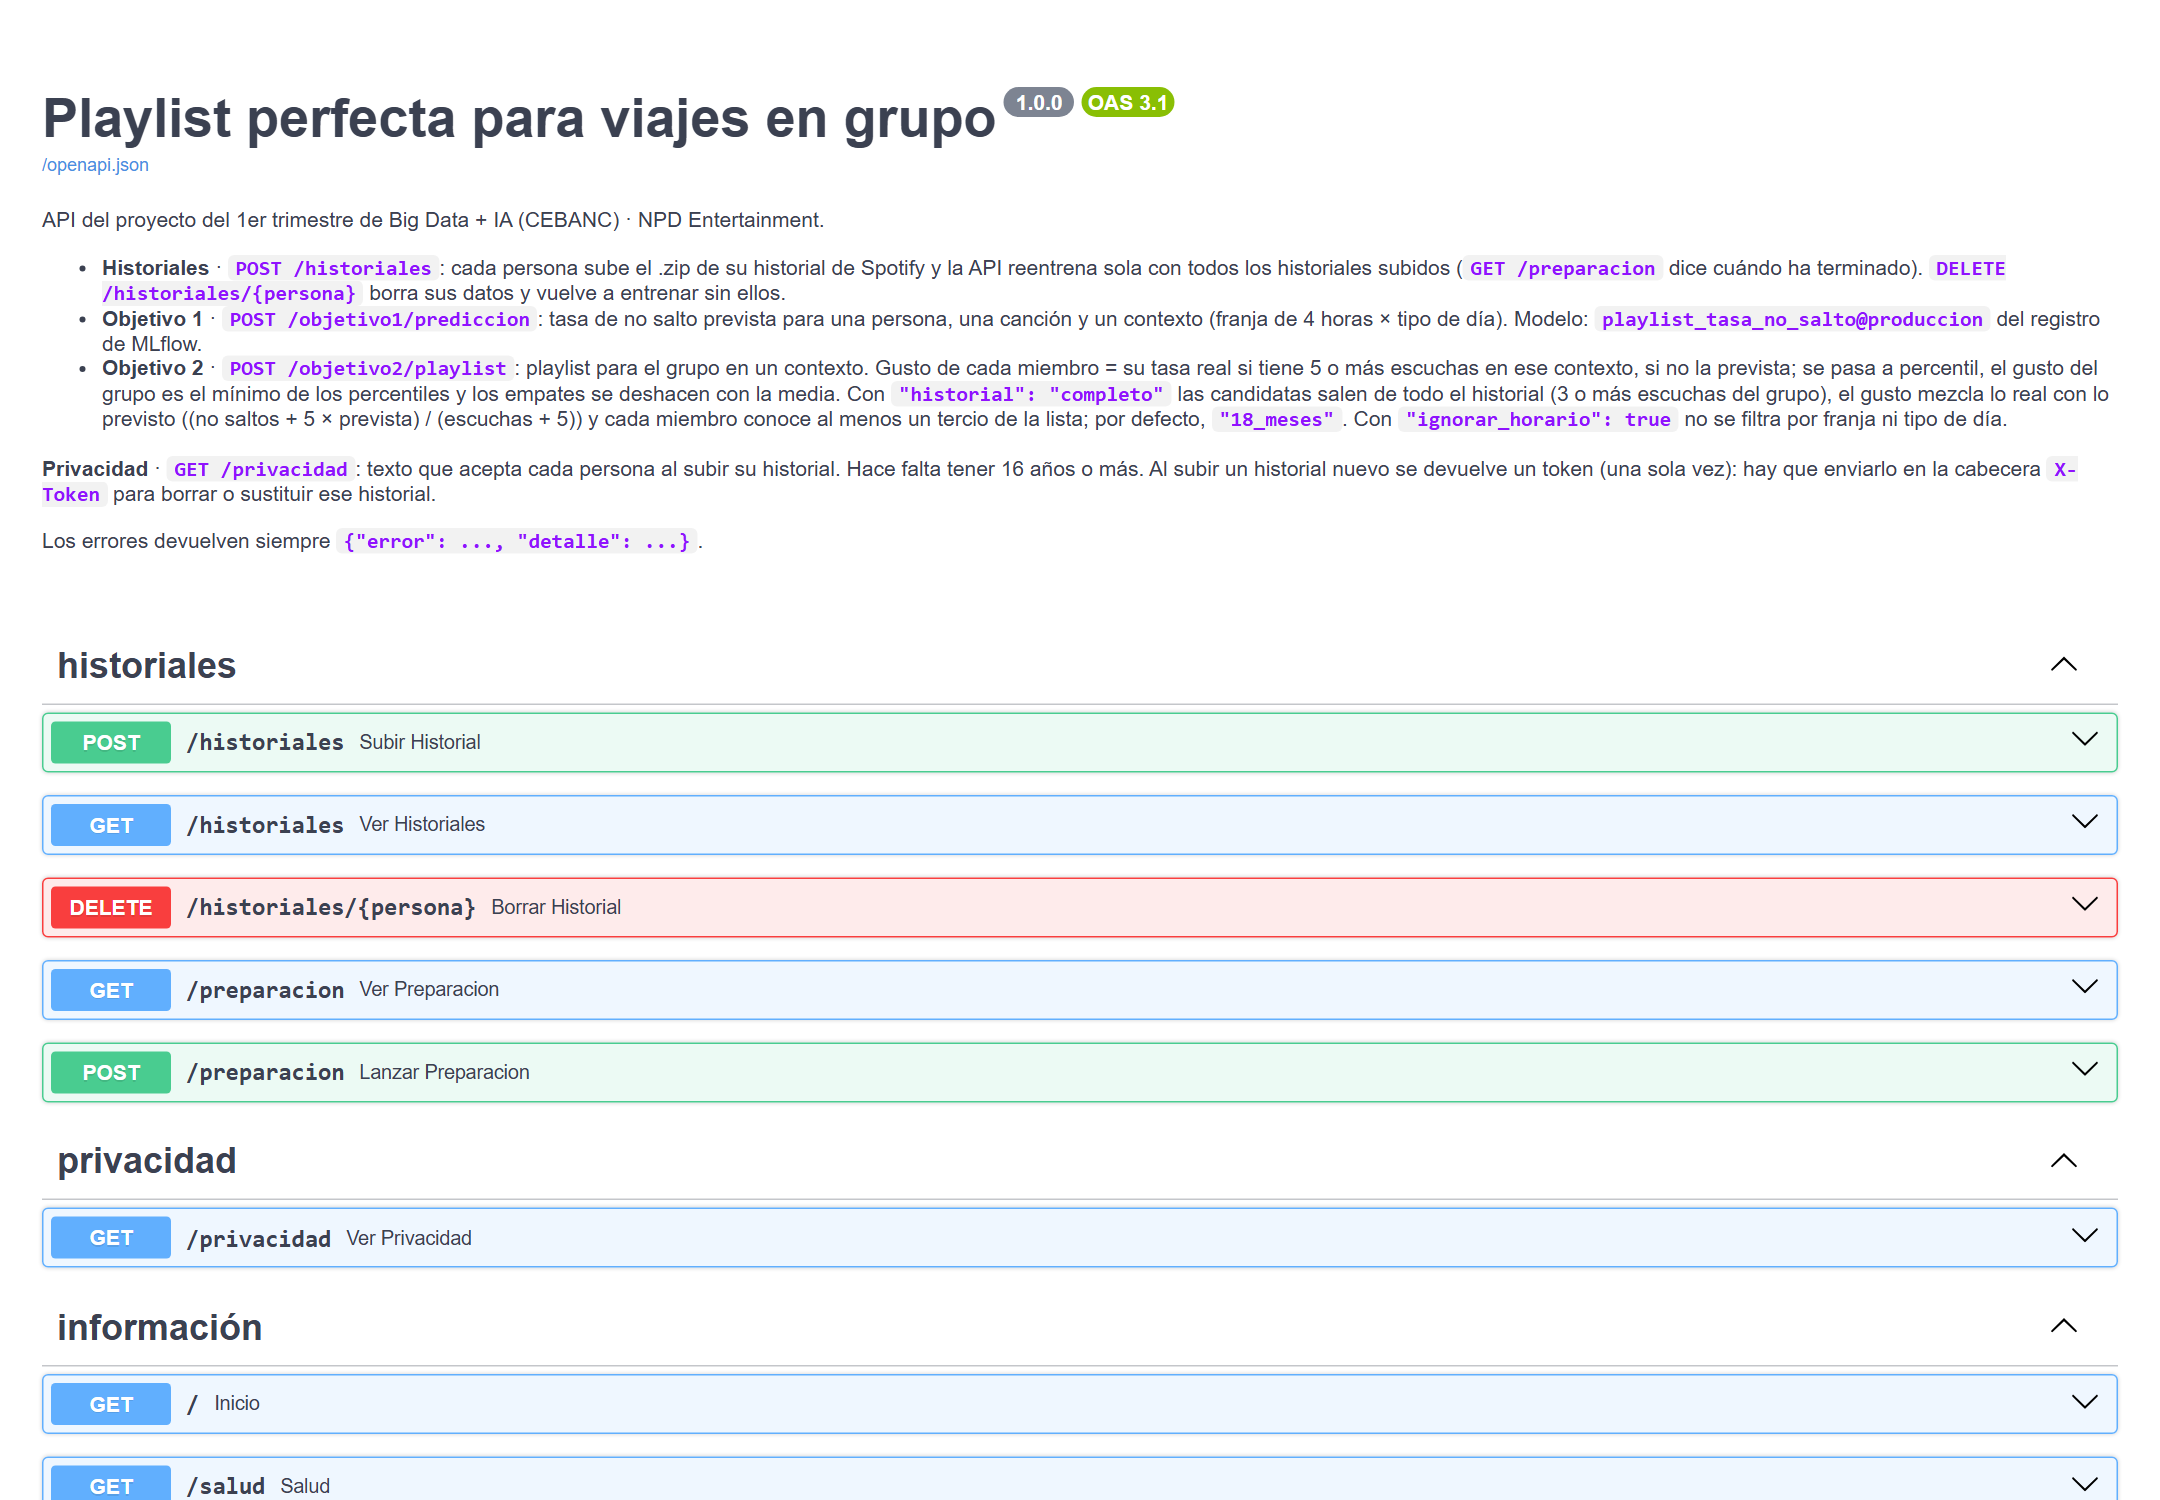 Playlist perfecta para viajes en grupo 1.0.0 OAS 3.1
/openapi.json
API del proyecto del 1er trimestre de Big Data + IA (CEBANC) · NPD Entertainment.
• Historiales · POST /historiales : cada persona sube el .zip de su historial de Spotify y la API reentrena sola con todos los historiales subidos ( GET /preparacion dice cuándo ha terminado). DELETE
/historiales/{persona} borra sus datos y vuelve a entrenar sin ellos.
• Objetivo 1 · POST /objetivo1/prediccion : tasa de no salto prevista para una persona, una canción y un contexto (franja de 4 horas × tipo de día). Modelo: playlist_tasa_no_salto@produccion del registro
de MLflow.
• Objetivo 2 · POST /objetivo2/playlist : playlist para el grupo en un contexto. Gusto de cada miembro = su tasa real si tiene 5 o más escuchas en ese contexto, si no la prevista; se pasa a percentil, el gusto del
grupo es el mínimo de los percentiles y los empates se deshacen con la media. Con "historial": "completo" las candidatas salen de todo el historial (3 o más escuchas del grupo), el gusto mezcla lo real con lo
previsto ((no saltos + 5 × prevista) / (escuchas + 5)) y cada miembro conoce al menos un tercio de la lista; por defecto, "18_meses" . Con "ignorar_horario": true no se filtra por franja ni tipo de día.
Privacidad · GET /privacidad : texto que acepta cada persona al subir su historial. Hace falta tener 16 años o más. Al subir un historial nuevo se devuelve un token (una sola vez): hay que enviarlo en la cabecera X-
Token para borrar o sustituir ese historial.
Los errores devuelven siempre {"error": ..., "detalle": ...} .
historiales
POST /historiales Subir Historial
GET /historiales Ver Historiales
DELETE /historiales/{persona} Borrar Historial
GET /preparacion Ver Preparacion
POST /preparacion Lanzar Preparacion
privacidad
GET /privacidad Ver Privacidad
información
GET / Inicio
GET /salud Salud